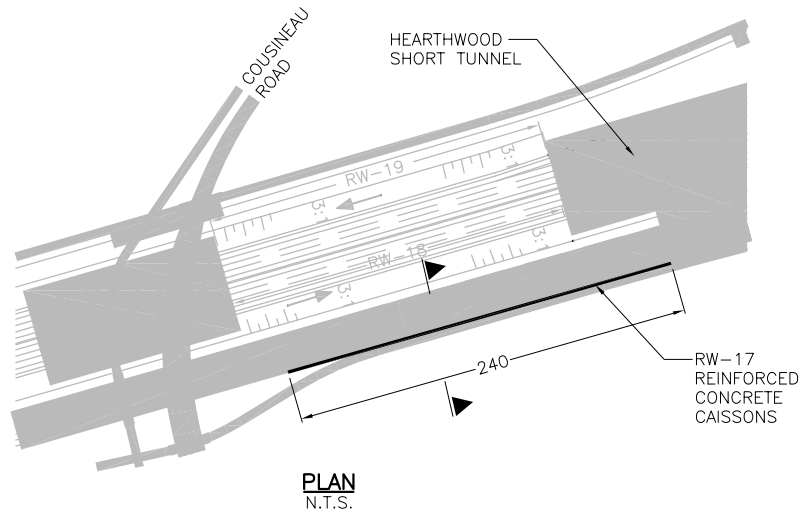 COUSINEAU
ROAD
HEARTHWOOD
SHORT TUNNEL
RW-19
3:1
3:1
RW-18
3:1
3:1
240
RW-17
REINFORCED
CONCRETE
CAISSONS
PLAN
N.T.S.